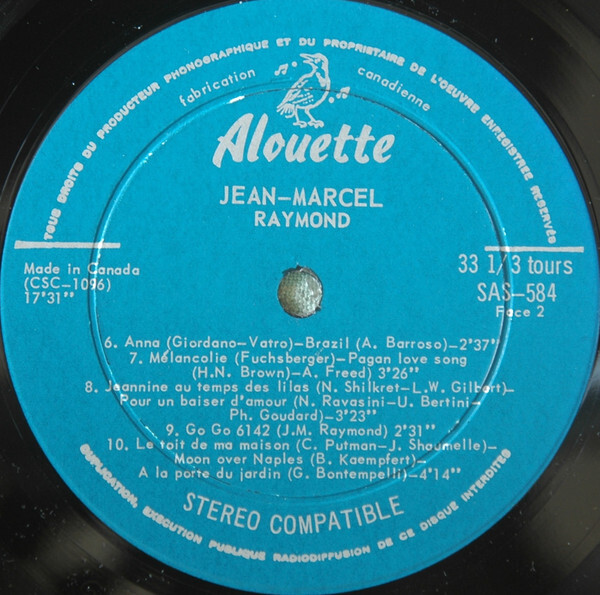 TOUS DROITS DU PRODUCTEUR PHONOGRAPHIQUE ET DU PROPRIETAIRE DE L'OEUVRE ENREGISTREE RESERVÉS
fabrication canadienne
Alouette
JEAN-MARCEL
RAYMOND
Made in Canada
(CSC-1096)
17'31"
33 1/3 tours
SAS-584
Face 2
6. Anna (Giordano-Vatro)-Brazil (A. Barroso)-2'37"
7. Mélancolie (Fuchsberger)-Pagan love song
(H.N. Brown)-A. Freed) 3'26"
8. Jeannine au temps des lilas (N. Shilkret-L.W. Gilbert)-
Pour un baiser d'amour (N. Ravasini-U. Bertini-
Ph. Goudard)-3'23"
9. Go Go 6142 (J.M. Raymond) 2'31"
10. Le toit de ma maison (C. Putman-J. Shoumelle)-
Moon over Naples (B. Kaempfert)-
A la porte du jardin (G. Bontempelli)-4'14"
STEREO COMPATIBLE
DUPLICATION, EXECUTION PUBLIQUE RADIODIFFUSION DE CE DISQUE INTERDITES